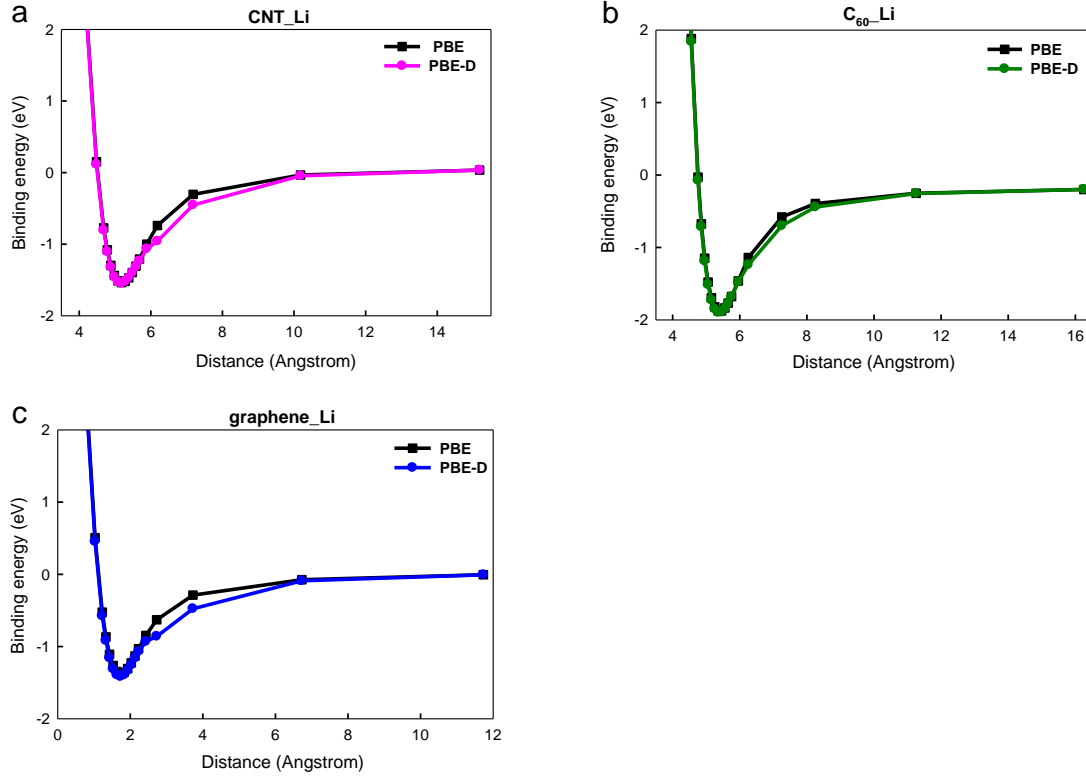 a
CNT_Li
PBE
PBE-D
2
1
0
-1
-2
Binding energy (eV)
4 6 8 10 12 14
Distance (Angstrom)
b
C₆₀_Li
PBE
PBE-D
2
1
0
-1
-2
Binding energy (eV)
4 6 8 10 12 14 16
Distance (Angstrom)
c
graphene_Li
PBE
PBE-D
2
1
0
-1
-2
Binding energy (eV)
0 2 4 6 8 10 12
Distance (Angstrom)